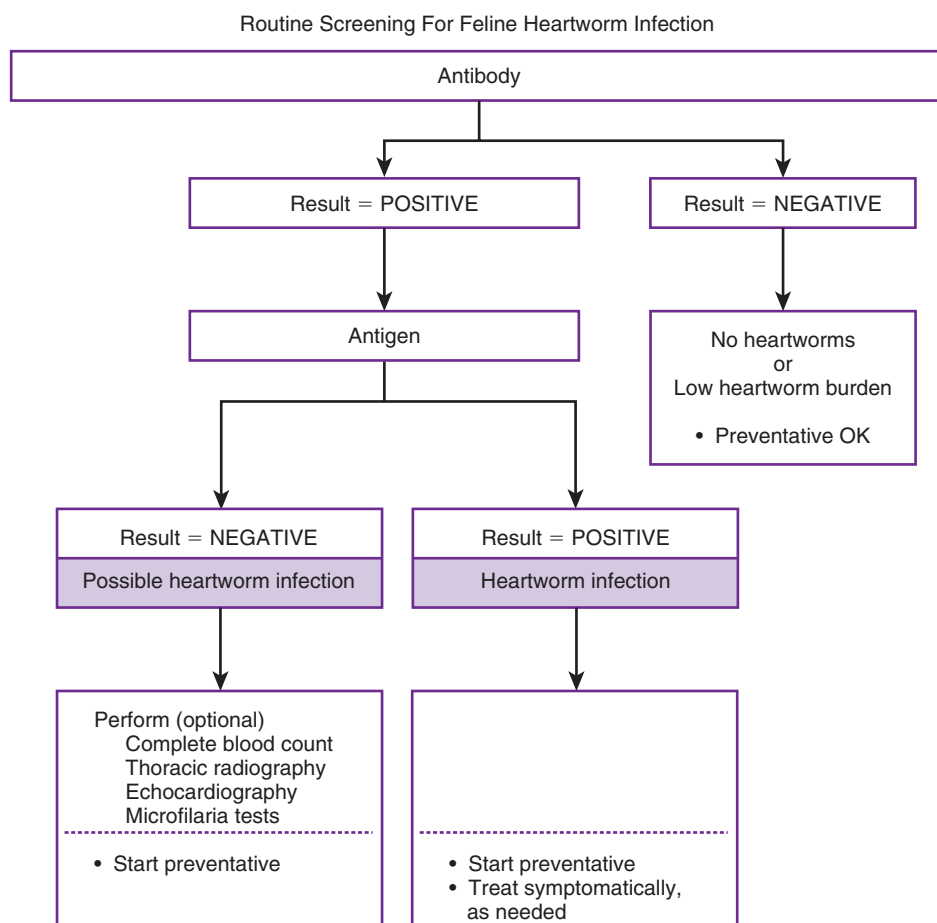 Routine Screening For Feline Heartworm Infection
Antibody
Result = POSITIVE
Result = NEGATIVE
Antigen
No heartworms
or
Low heartworm burden
• Preventative OK
Result = NEGATIVE
Possible heartworm infection
Result = POSITIVE
Heartworm infection
Perform (optional)
Complete blood count
Thoracic radiography
Echocardiography
Microfilaria tests
• Start preventative
• Start preventative
• Treat symptomatically,
as needed